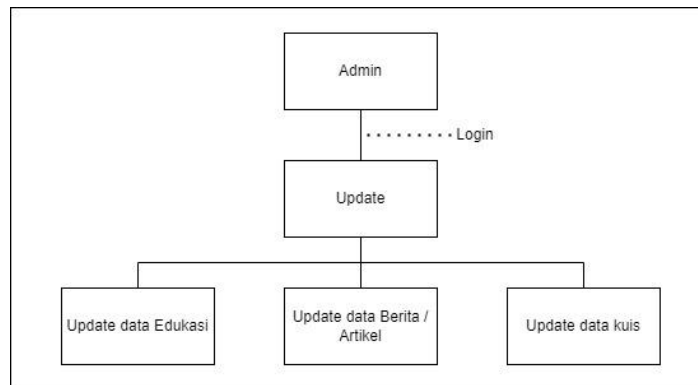 Admin
Login
Update
Update data Edukasi
Update data Berita /
Artikel
Update data kuis